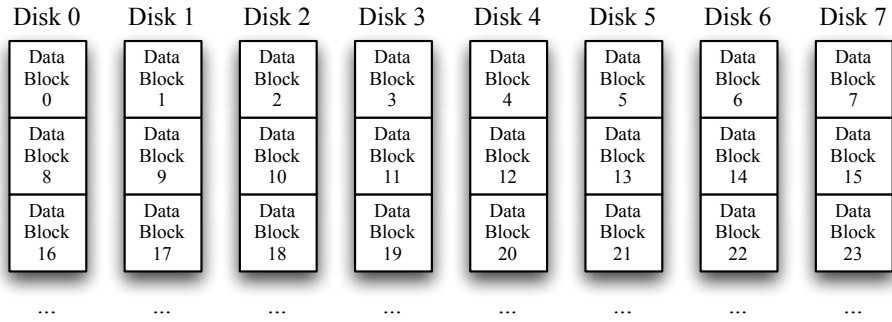 Disk 0 Disk 1 Disk 2 Disk 3 Disk 4 Disk 5 Disk 6 Disk 7
Data Data Data Data Data Data Data Data
Block Block Block Block Block Block Block Block
0 1 2 3 4 5 6 7
Data Data Data Data Data Data Data Data
Block Block Block Block Block Block Block Block
8 9 10 11 12 13 14 15
Data Data Data Data Data Data Data Data
Block Block Block Block Block Block Block Block
16 17 18 19 20 21 22 23
... ... ... ... ... ... ... ...